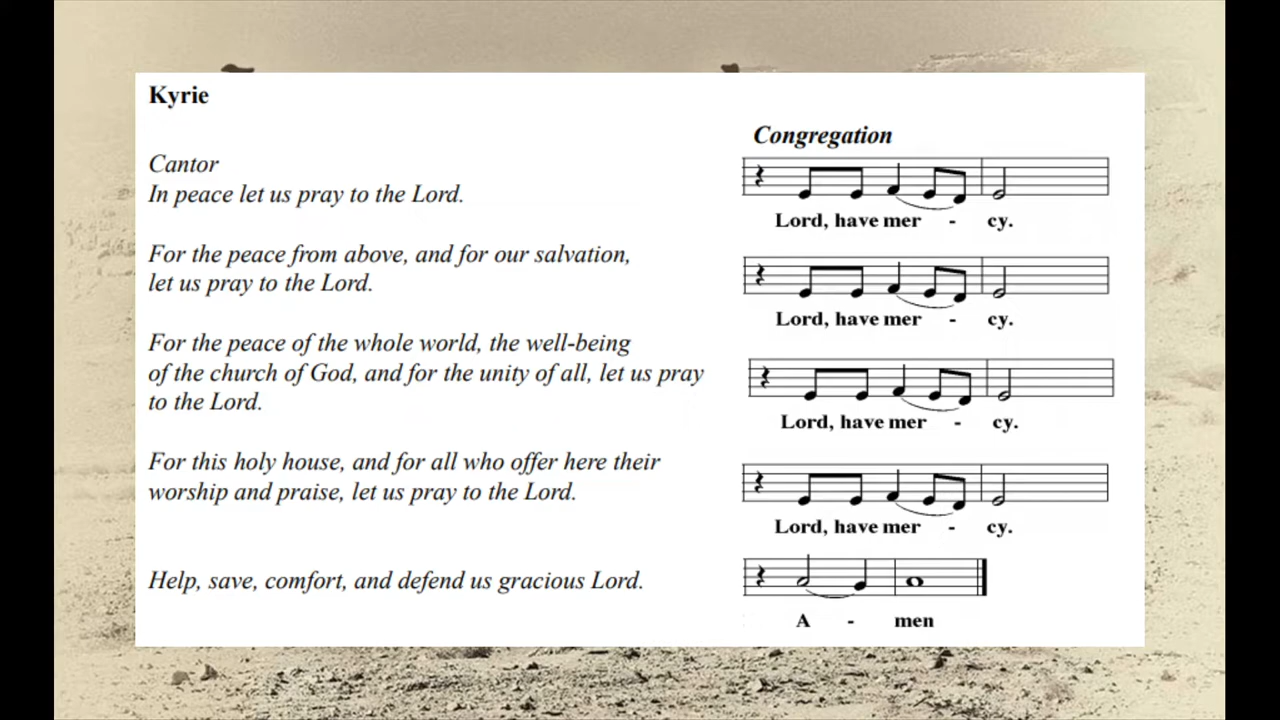 Kyrie
Congregation
Cantor
In peace let us pray to the Lord.
Lord, have mer - cy.
For the peace from above, and for our salvation,
let us pray to the Lord.
Lord, have mer - cy.
For the peace of the whole world, the well-being
of the church of God, and for the unity of all, let us pray
to the Lord.
Lord, have mer - cy.
For this holy house, and for all who offer here their
worship and praise, let us pray to the Lord.
Lord, have mer - cy.
Help, save, comfort, and defend us gracious Lord.
A - men